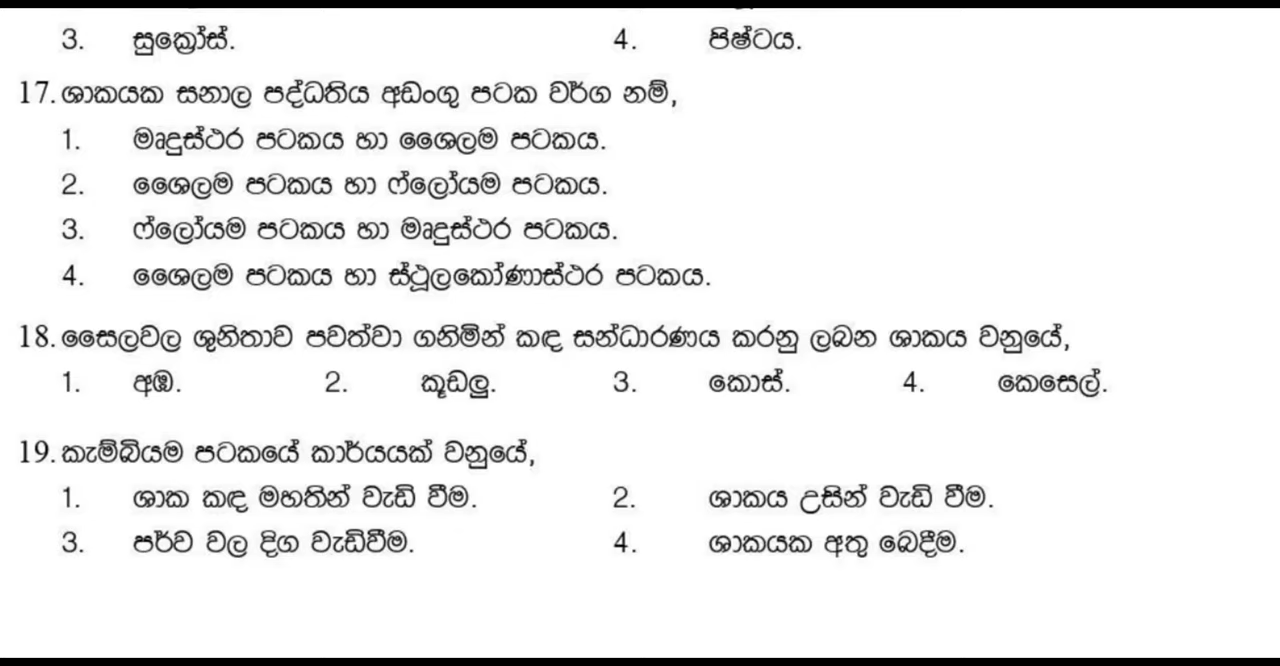 3. සුක්‍රෝස්. 4. පිෂ්ටය.
17. ශාකයක සනාල පද්ධතිය අඩංගු පටක වර්ග නම්,
1. මෘදුස්ථර පටකය හා ශෛලම පටකය.
2. ශෛලම පටකය හා ෆ්ලෝයම පටකය.
3. ෆ්ලෝයම පටකය හා මෘදුස්ථර පටකය.
4. ශෛලම පටකය හා ස්ථූලකෝණාස්ථර පටකය.
18. සෛලවල ශුනිතාව පවත්වා ගනිමින් කඳ සන්ධාරණය කරනු ලබන ශාකය වනුයේ,
1. අඹ. 2. කූඩලු. 3. කොස්. 4. කෙසෙල්.
19. කැම්බියම පටකයේ කාර්යයක් වනුයේ,
1. ශාක කඳ මහතින් වැඩි වීම. 2. ශාකය උසින් වැඩි වීම.
3. පර්ව වල දිග වැඩිවීම. 4. ශාකයක අතු බෙදීම.